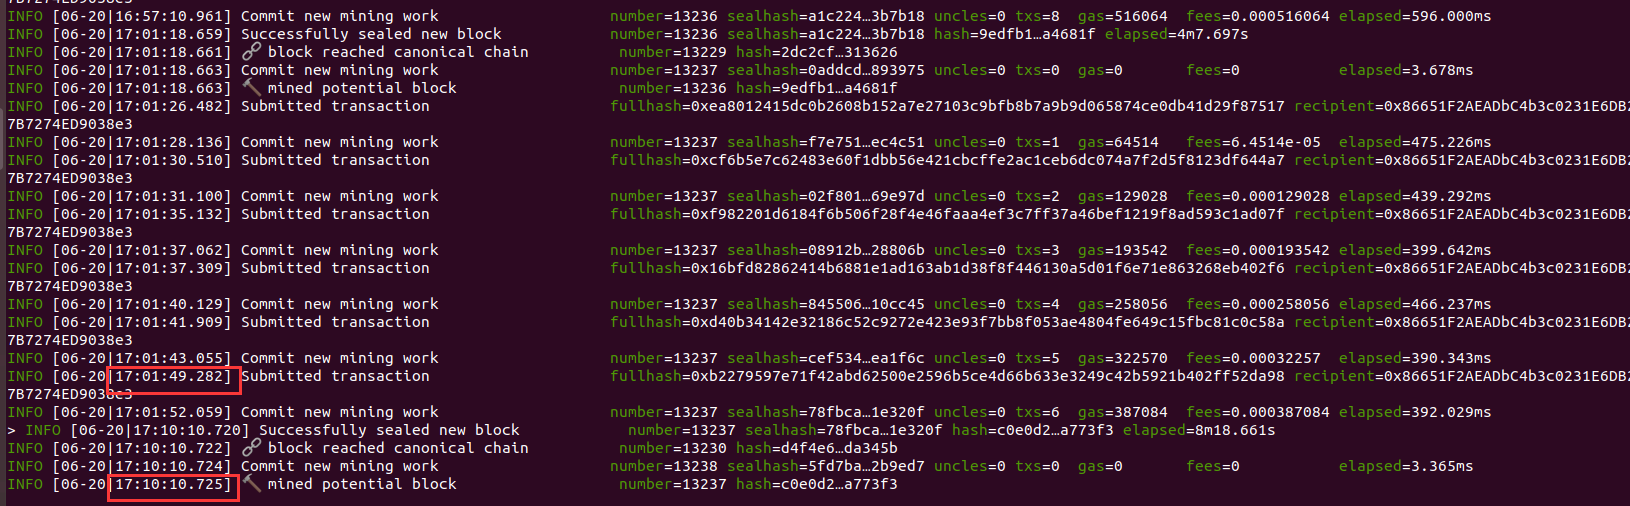 7B7274ED9038e3
INFO [06-20|16:57:10.961] Commit new mining work number=13236 sealhash=a1c224…3b7b18 uncles=0 txs=8 gas=516064 fees=0.000516064 elapsed=596.000ms
INFO [06-20|17:01:18.659] Successfully sealed new block number=13236 sealhash=a1c224…3b7b18 hash=9edfb1…a4681f elapsed=4m7.697s
INFO [06-20|17:01:18.661] 🔗 block reached canonical chain number=13229 hash=2dc2cf…313626
INFO [06-20|17:01:18.663] Commit new mining work number=13237 sealhash=0addcd…893975 uncles=0 txs=0 gas=0 fees=0 elapsed=3.678ms
INFO [06-20|17:01:18.663] 🔨 mined potential block number=13236 hash=9edfb1…a4681f
INFO [06-20|17:01:26.482] Submitted transaction fullhash=0xea8012415dc0b2608b152a7e27103c9bfb8b7a9b9d065874ce0db41d29f87517 recipient=0x86651F2AEADbC4b3c0231E6DB2
7B7274ED9038e3
INFO [06-20|17:01:28.136] Commit new mining work number=13237 sealhash=f7e751…ec4c51 uncles=0 txs=1 gas=64514 fees=6.4514e-05 elapsed=475.226ms
INFO [06-20|17:01:30.510] Submitted transaction fullhash=0xcf6b5e7c62483e60f1dbb56e421cbcffe2ac1ceb6dc074a7f2d5f8123df644a7 recipient=0x86651F2AEADbC4b3c0231E6DB2
7B7274ED9038e3
INFO [06-20|17:01:31.100] Commit new mining work number=13237 sealhash=02f801…69e97d uncles=0 txs=2 gas=129028 fees=0.000129028 elapsed=439.292ms
INFO [06-20|17:01:35.132] Submitted transaction fullhash=0xf982201d6184f6b506f28f4e46faaa4ef3c7ff37a46bef1219f8ad593c1ad07f recipient=0x86651F2AEADbC4b3c0231E6DB2
7B7274ED9038e3
INFO [06-20|17:01:37.062] Commit new mining work number=13237 sealhash=08912b…28806b uncles=0 txs=3 gas=193542 fees=0.000193542 elapsed=399.642ms
INFO [06-20|17:01:37.309] Submitted transaction fullhash=0x16bfd82862414b6881e1ad163ab1d38f8f446130a5d01f6e71e863268eb402f6 recipient=0x86651F2AEADbC4b3c0231E6DB2
7B7274ED9038e3
INFO [06-20|17:01:40.129] Commit new mining work number=13237 sealhash=845506…10cc45 uncles=0 txs=4 gas=258056 fees=0.000258056 elapsed=466.237ms
INFO [06-20|17:01:41.909] Submitted transaction fullhash=0xd40b34142e32186c52c9272e423e93f7bb8f053ae4804fe649c15fbc81c0c58a recipient=0x86651F2AEADbC4b3c0231E6DB2
7B7274ED9038e3
INFO [06-20|17:01:43.055] Commit new mining work number=13237 sealhash=cef534…ea1f6c uncles=0 txs=5 gas=322570 fees=0.00032257 elapsed=390.343ms
INFO [06-20|17:01:49.282] Submitted transaction fullhash=0xb2279597e71f42abd62500e2596b5ce4d66b633e3249c42b5921b402ff52da98 recipient=0x86651F2AEADbC4b3c0231E6DB2
7B7274ED9038e3
INFO [06-20|17:01:52.059] Commit new mining work number=13237 sealhash=78fbca…1e320f uncles=0 txs=6 gas=387084 fees=0.000387084 elapsed=392.029ms
> INFO [06-20|17:10:10.720] Successfully sealed new block number=13237 sealhash=78fbca…1e320f hash=c0e0d2…a773f3 elapsed=8m18.661s
INFO [06-20|17:10:10.722] 🔗 block reached canonical chain number=13230 hash=d4f4e6…da345b
INFO [06-20|17:10:10.724] Commit new mining work number=13238 sealhash=5fd7ba…2b9ed7 uncles=0 txs=0 gas=0 fees=0 elapsed=3.365ms
INFO [06-20|17:10:10.725] 🔨 mined potential block number=13237 hash=c0e0d2…a773f3